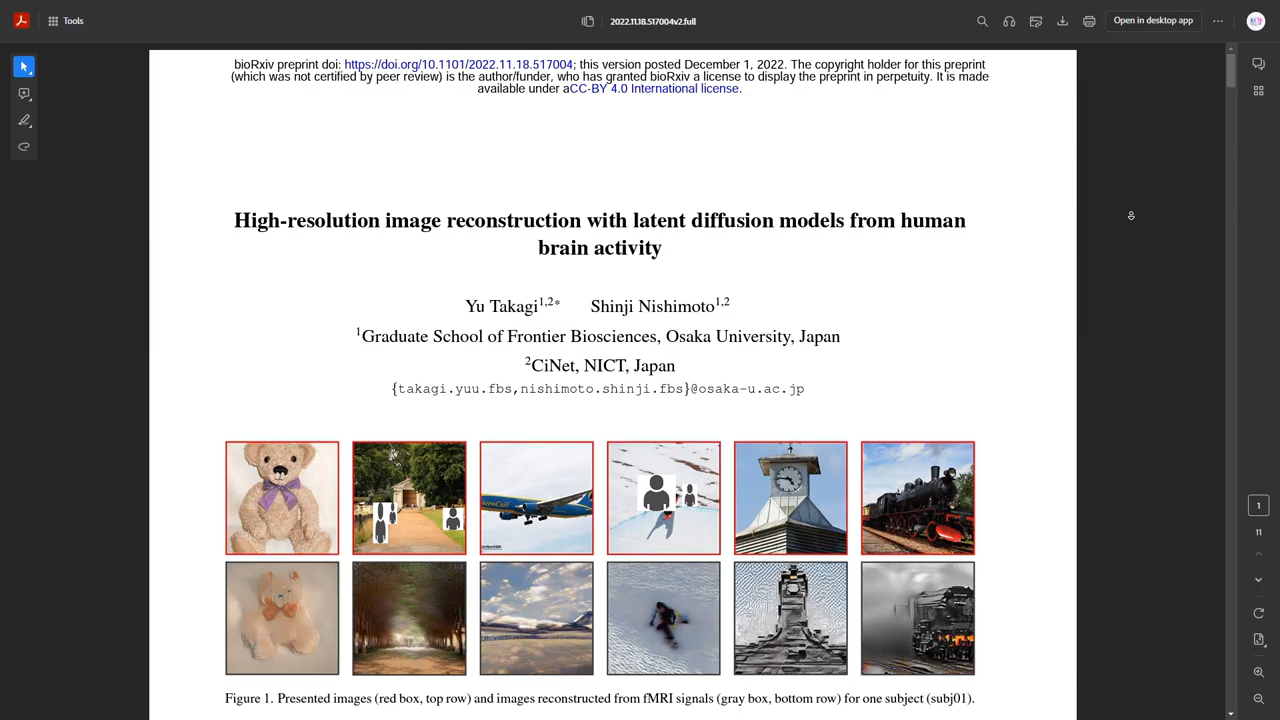 Tools
2022.11.18.517004v2.full
Open in desktop app
bioRxiv preprint doi: https://doi.org/10.1101/2022.11.18.517004; this version posted December 1, 2022. The copyright holder for this preprint
(which was not certified by peer review) is the author/funder, who has granted bioRxiv a license to display the preprint in perpetuity. It is made
available under aCC-BY 4.0 International license.
High-resolution image reconstruction with latent diffusion models from human
brain activity
Yu Takagi1,2* Shinji Nishimoto1,2
1Graduate School of Frontier Biosciences, Osaka University, Japan
2CiNet, NICT, Japan
{takagi.yuu.fbs,nishimoto.shinji.fbs}@osaka-u.ac.jp
Figure 1. Presented images (red box, top row) and images reconstructed from fMRI signals (gray box, bottom row) for one subject (subj01).
1
11